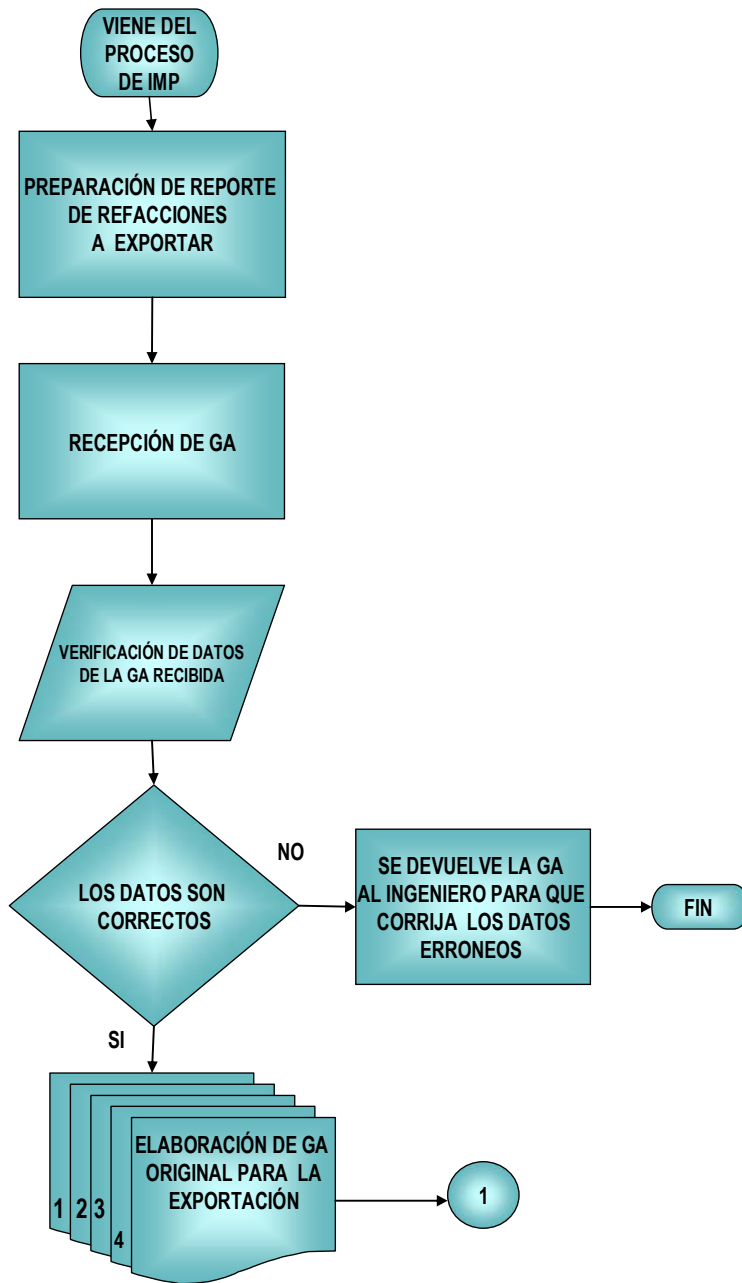 VIENE DEL
PROCESO
DE IMP
PREPARACIÓN DE REPORTE
DE REFACCIONES
A EXPORTAR
RECEPCIÓN DE GA
VERIFICACIÓN DE DATOS
DE LA GA RECIBIDA
LOS DATOS SON
CORRECTOS
NO
SE DEVUELVE LA GA
AL INGENIERO PARA QUE
CORRIJA LOS DATOS
ERRONEOS
FIN
SI
ELABORACIÓN DE GA
ORIGINAL PARA LA
EXPORTACIÓN
1
2
3
4
1